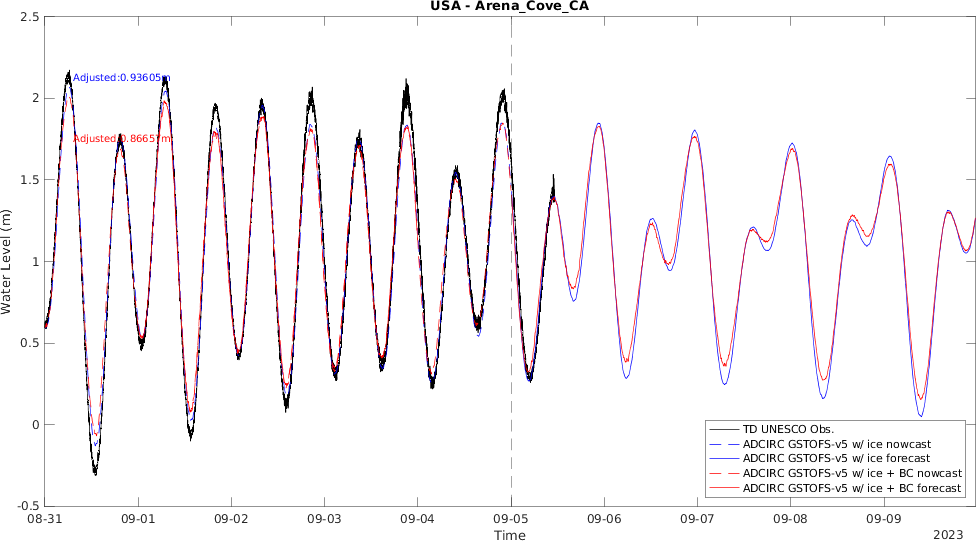 USA - Arena_Cove_CA
2.5
2
1.5
1
0.5
0
-0.5
Water Level (m)
Adjusted:0.93605m
Adjusted:0.8665
08-31 09-01 09-02 09-03 09-04 09-05 09-06 09-07 09-08 09-09
Time
2023
TD UNESCO Obs.
ADCIRC GSTOFS-v5 w/ ice nowcast
ADCIRC GSTOFS-v5 w/ ice forecast
ADCIRC GSTOFS-v5 w/ ice + BC nowcast
ADCIRC GSTOFS-v5 w/ ice + BC forecast